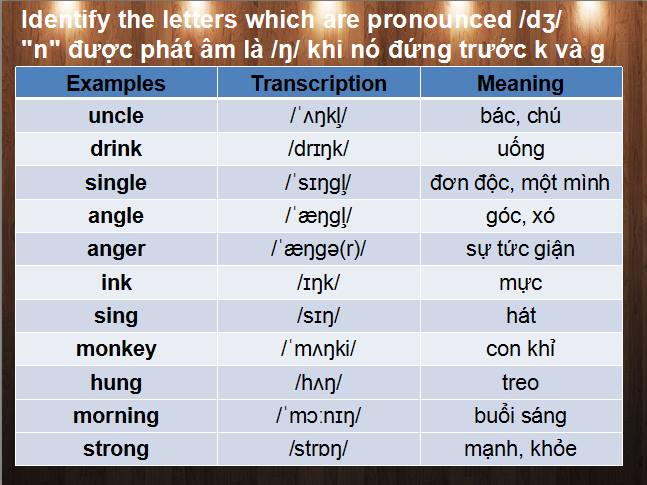 Identify the letters which are pronounced /dʒ/
"n" được phát âm là /ŋ/ khi nó đứng trước k và g
Examples Transcription Meaning
uncle /ˈʌŋkl̩/ bác, chú
drink /drɪŋk/ uống
single /ˈsɪŋgl̩/ đơn độc, một mình
angle /ˈæŋgl̩/ góc, xó
anger /ˈæŋgə(r)/ sự tức giận
ink /ɪŋk/ mực
sing /sɪŋ/ hát
monkey /ˈmʌŋki/ con khỉ
hung /hʌŋ/ treo
morning /ˈmɔːnɪŋ/ buổi sáng
strong /strɒŋ/ mạnh, khỏe